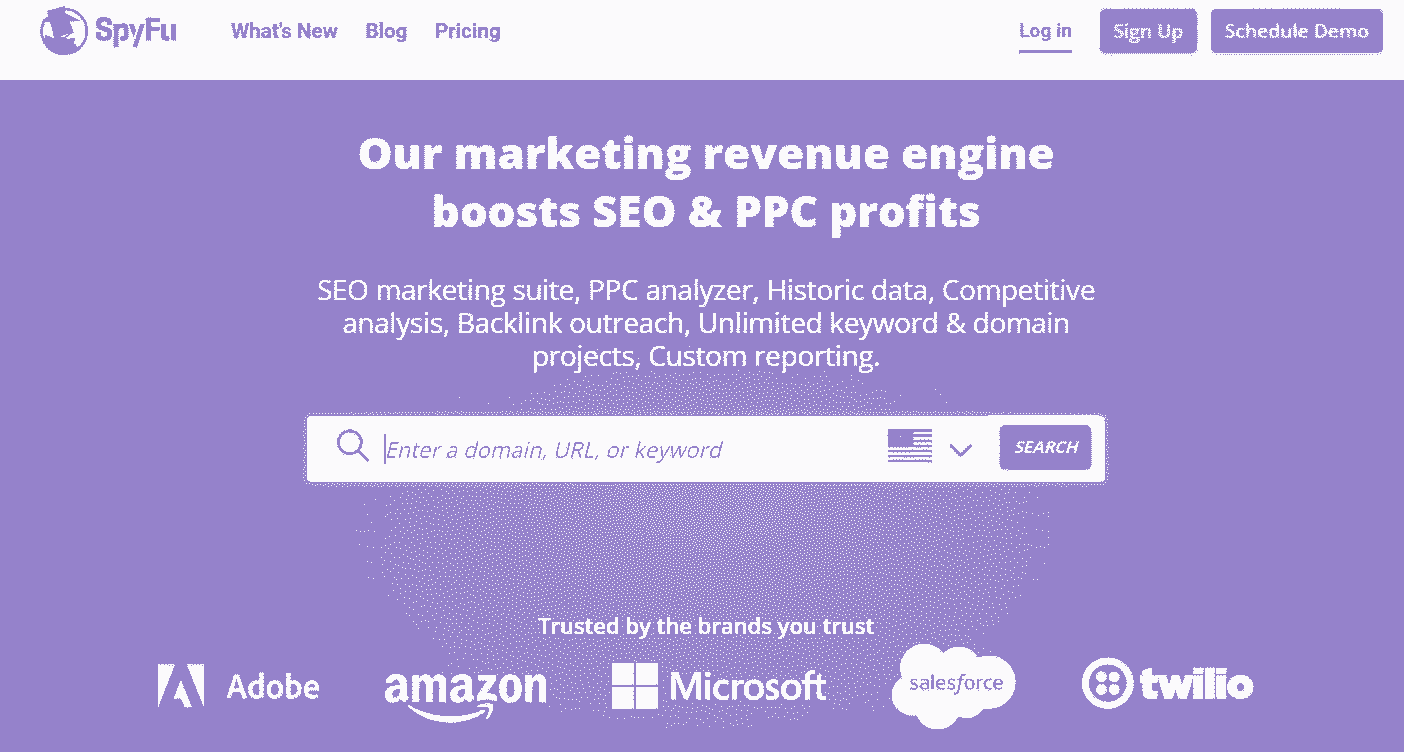 SpyFu What's New Blog Pricing Log in Sign Up Schedule Demo
Our marketing revenue engine
boosts SEO & PPC profits
SEO marketing suite, PPC analyzer, Historic data, Competitive
analysis, Backlink outreach, Unlimited keyword & domain
projects, Custom reporting.
Enter a domain, URL, or keyword SEARCH
Trusted by the brands you trust
Adobe amazon Microsoft salesforce twilio